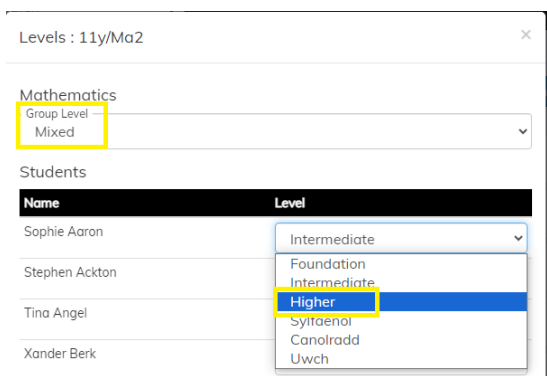 Levels : 11y/Ma2 ×
Mathematics
Group Level
Mixed
Students
Name Level
Sophie Aaron Intermediate
Foundation
Stephen Ackton Intermediate
Higher
Tina Angel Sylfaenol
Canolradd
Xander Berk Uwch